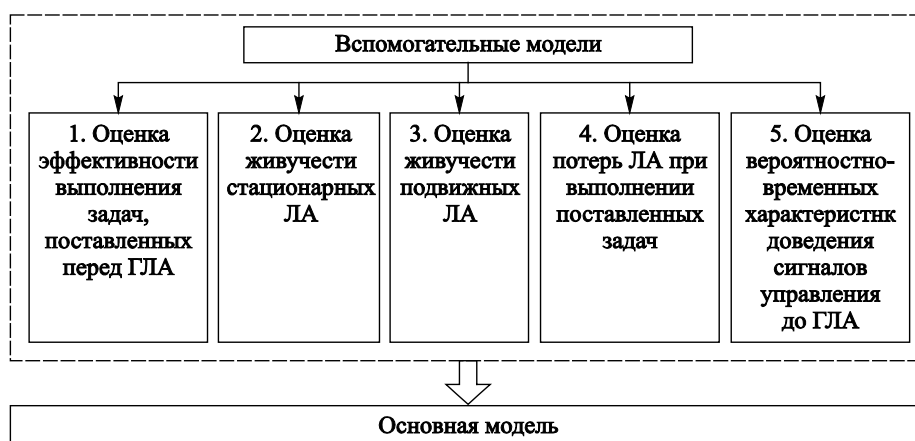 Вспомогательные модели
1. Оценка
эффективности
выполнения
задач,
поставленных
перед ГЛА
2. Оценка
живучести
стационарных
ЛА
3. Оценка
живучести
подвижных
ЛА
4. Оценка
потерь ЛА при
выполнении
поставленных
задач
5. Оценка
вероятностно-
временных
характеристнк
доведения
сигналов
управления
до ГЛА
Основная модель